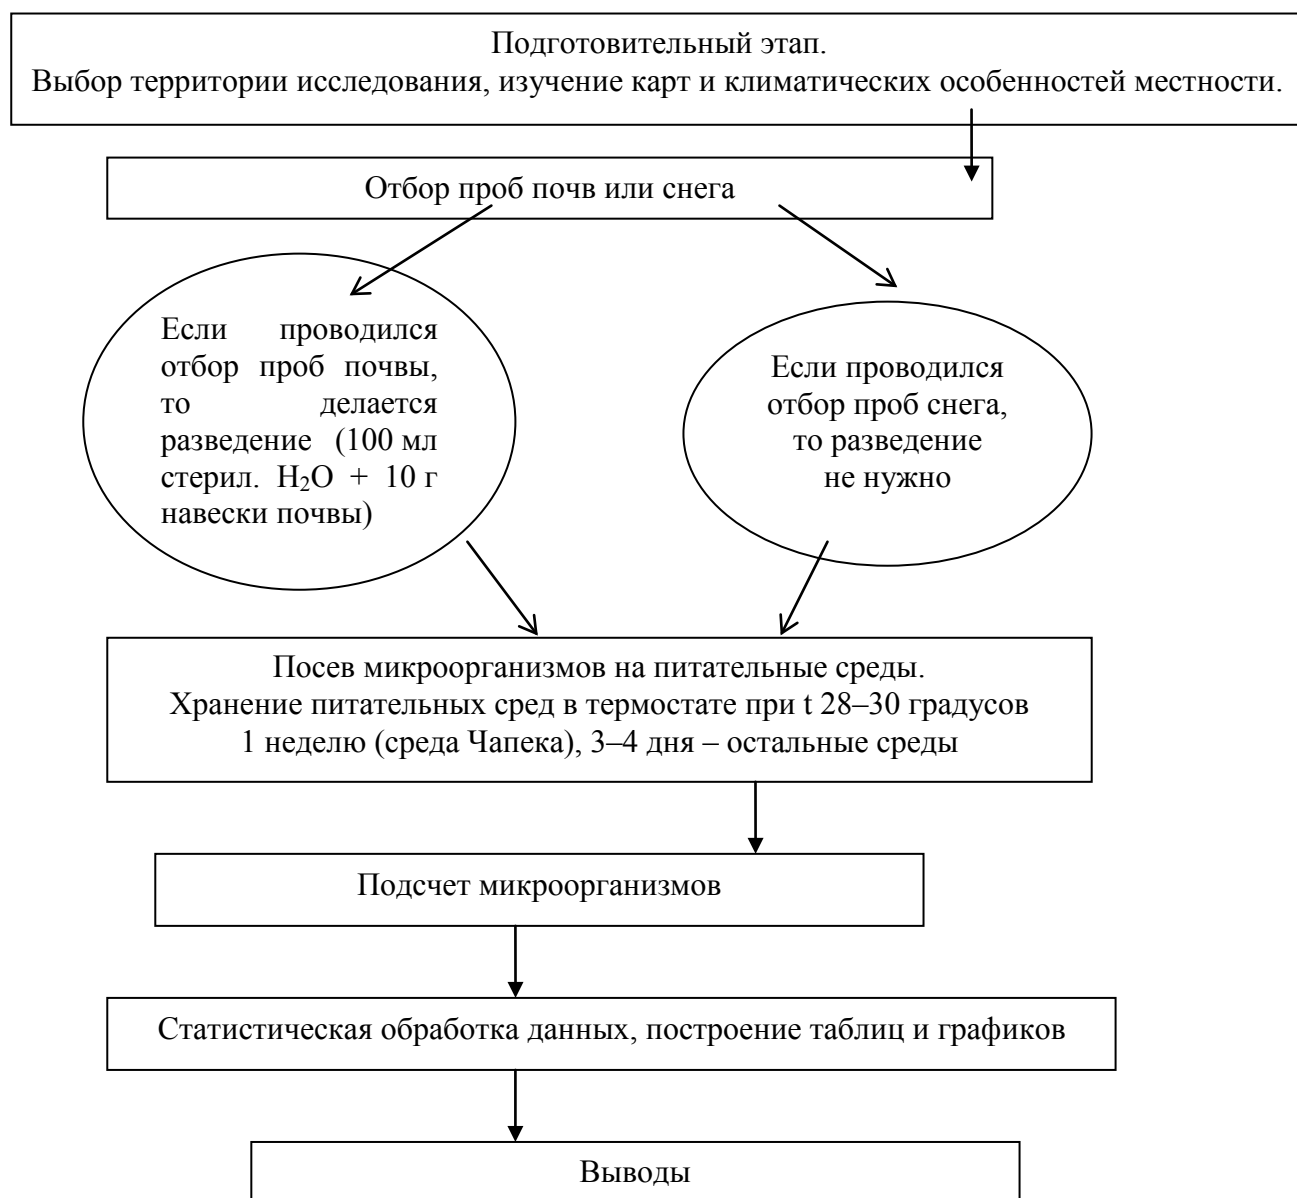 Подготовительный этап.
Выбор территории исследования, изучение карт и климатических особенностей местности.
Отбор проб почв или снега
Если проводился
отбор проб почвы,
то делается
разведение (100 мл
стерил. H₂O + 10 г
навески почвы)
Если проводился
отбор проб снега,
то разведение
не нужно
Посев микроорганизмов на питательные среды.
Хранение питательных сред в термостате при t 28–30 градусов
1 неделю (среда Чапека), 3–4 дня – остальные среды
Подсчет микроорганизмов
Статистическая обработка данных, построение таблиц и графиков
Выводы